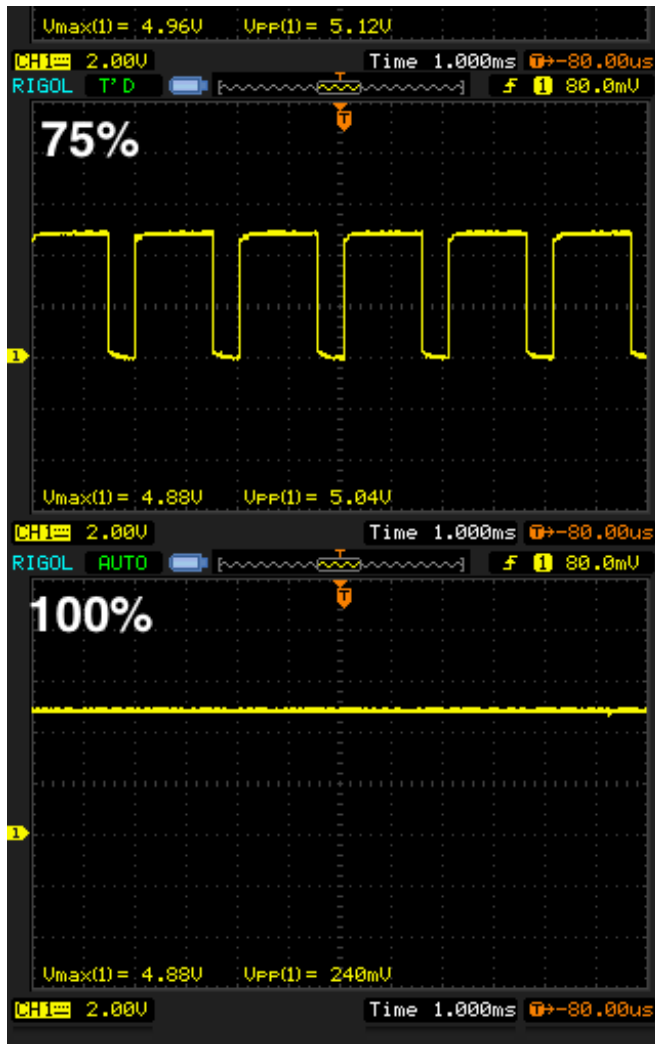 Vmax(1)= 4.96V Vpp(1)= 5.12V
CH1 2.00V Time 1.000ms T→-80.00us
RIGOL T'D T 1 80.0mV
T
75%
1
Vmax(1)= 4.88V Vpp(1)= 5.04V
CH1 2.00V Time 1.000ms T→-80.00us
RIGOL AUTO T 1 80.0mV
T
100%
1
Vmax(1)= 4.88V Vpp(1)= 240mV
CH1 2.00V Time 1.000ms T→-80.00us